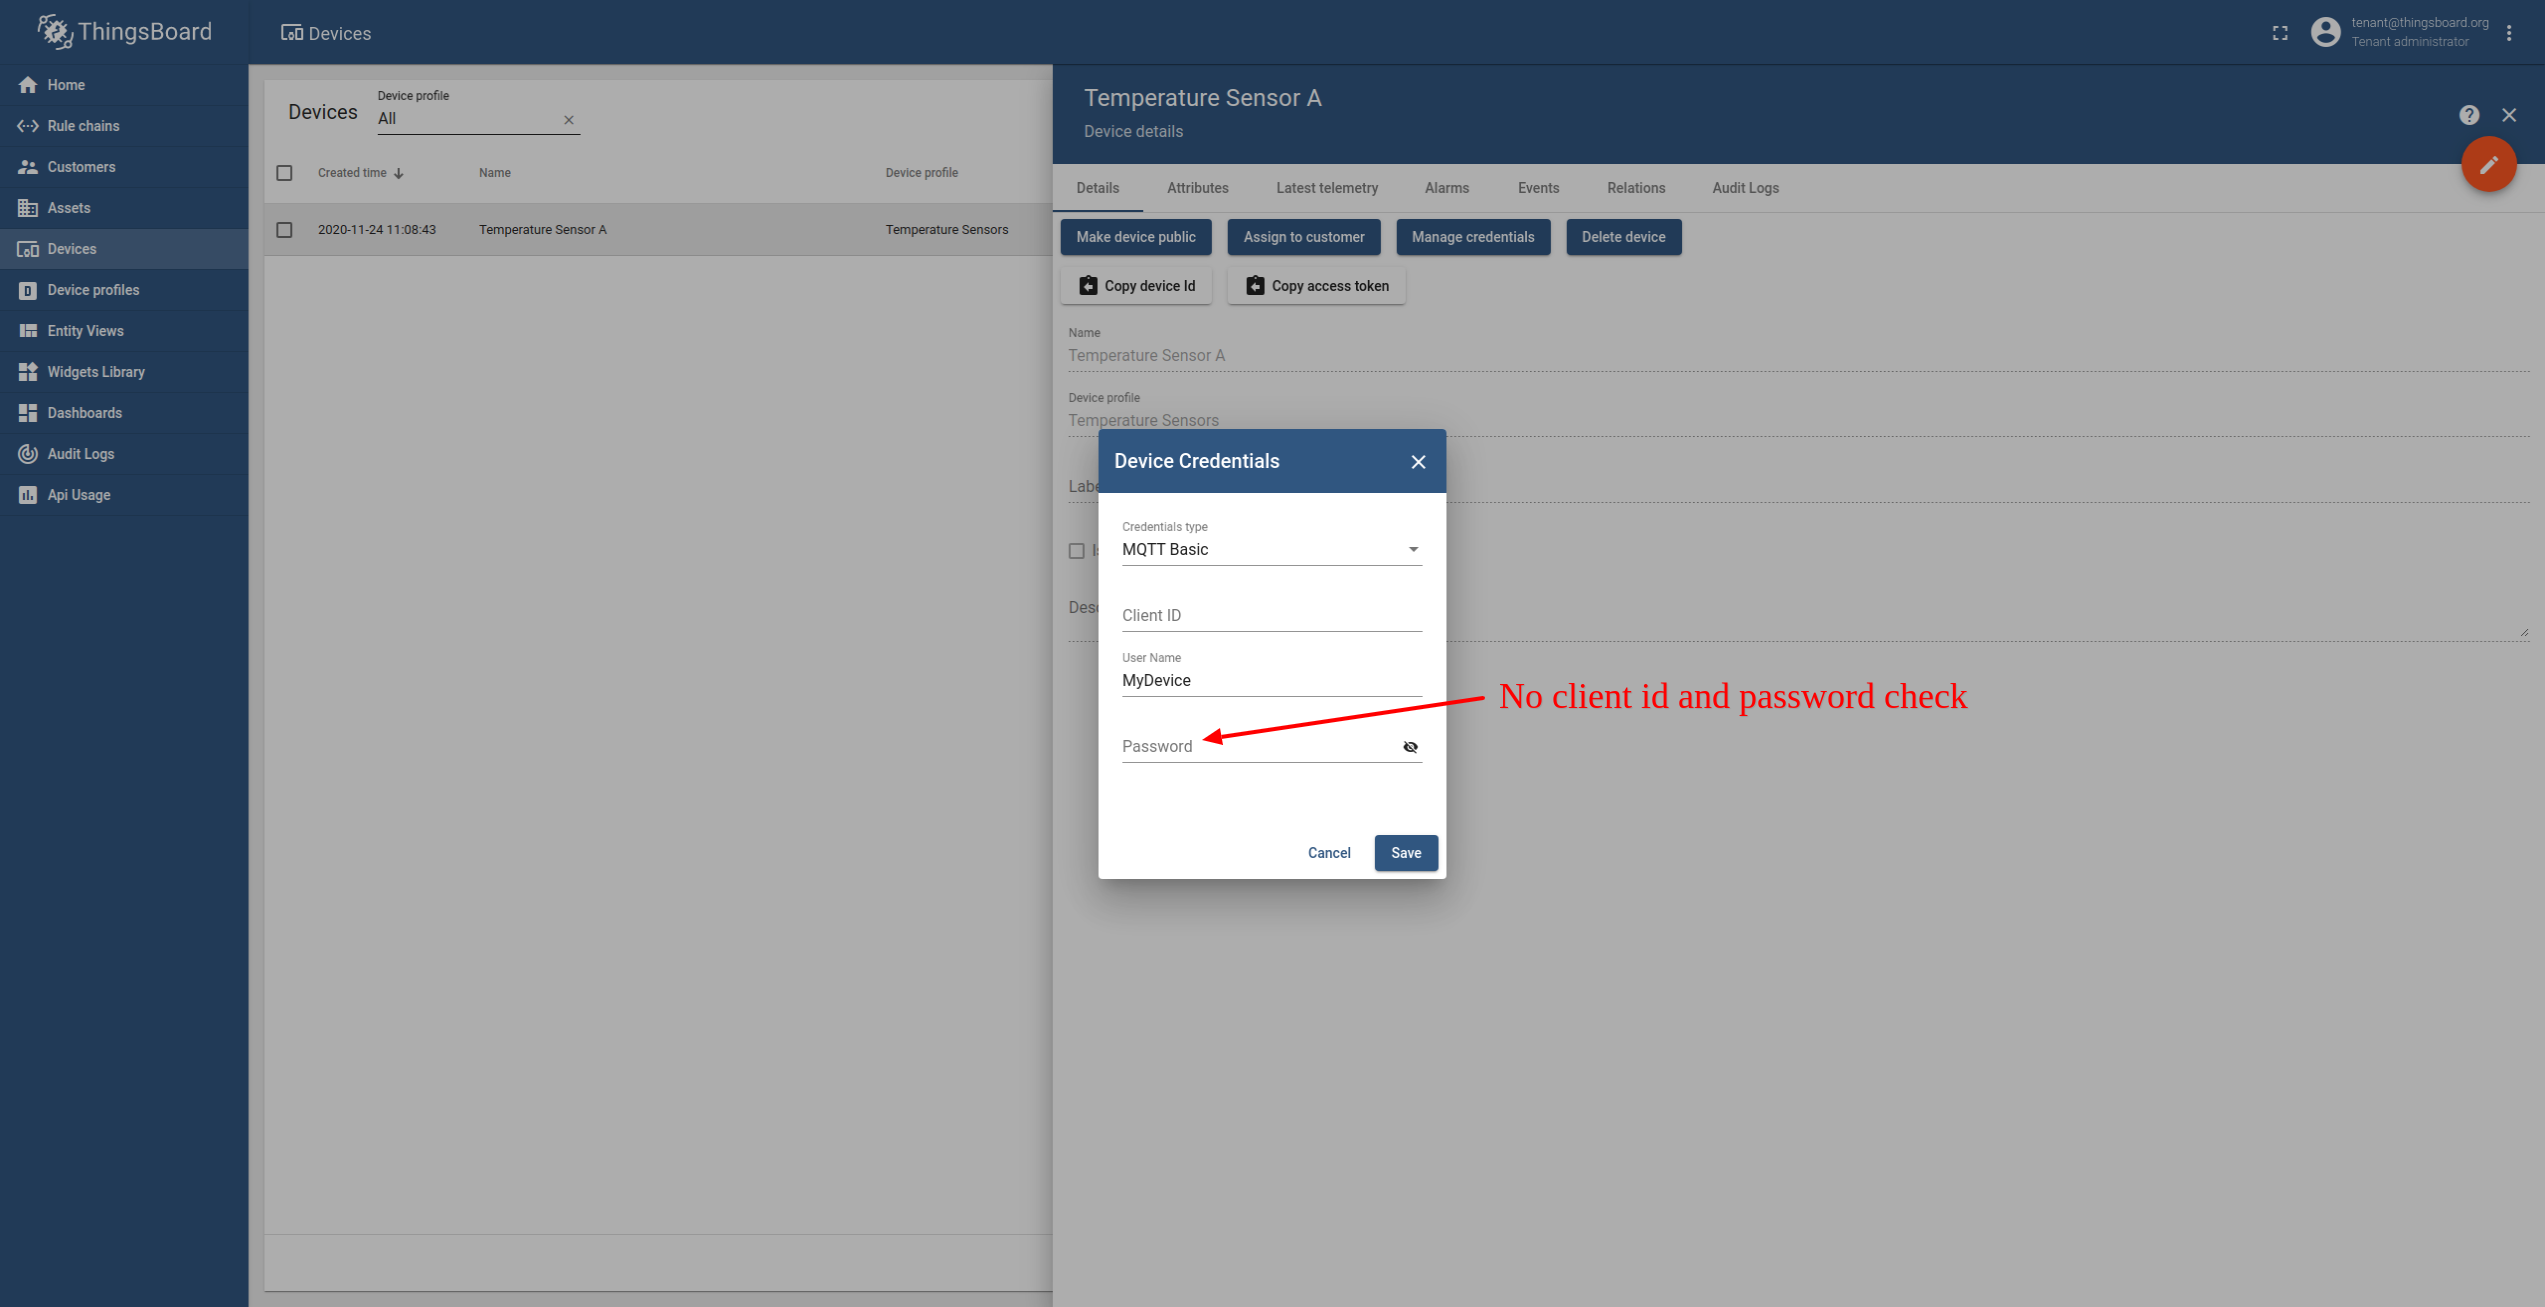 ThingsBoard
Devices
tenant@thingsboard.org
Tenant administrator
Home
Rule chains
Customers
Assets
Devices
Device profiles
Entity Views
Widgets Library
Dashboards
Audit Logs
Api Usage
Devices
Device profile
All
Created time Name Device profile
2020-11-24 11:08:43 Temperature Sensor A Temperature Sensors
Temperature Sensor A
Device details
Details Attributes Latest telemetry Alarms Events Relations Audit Logs
Make device public Assign to customer Manage credentials Delete device
Copy device Id Copy access token
Name
Temperature Sensor A
Device profile
Temperature Sensors
Device Credentials
Credentials type
MQTT Basic
Client ID
User Name
MyDevice
Password
Cancel Save
No client id and password check